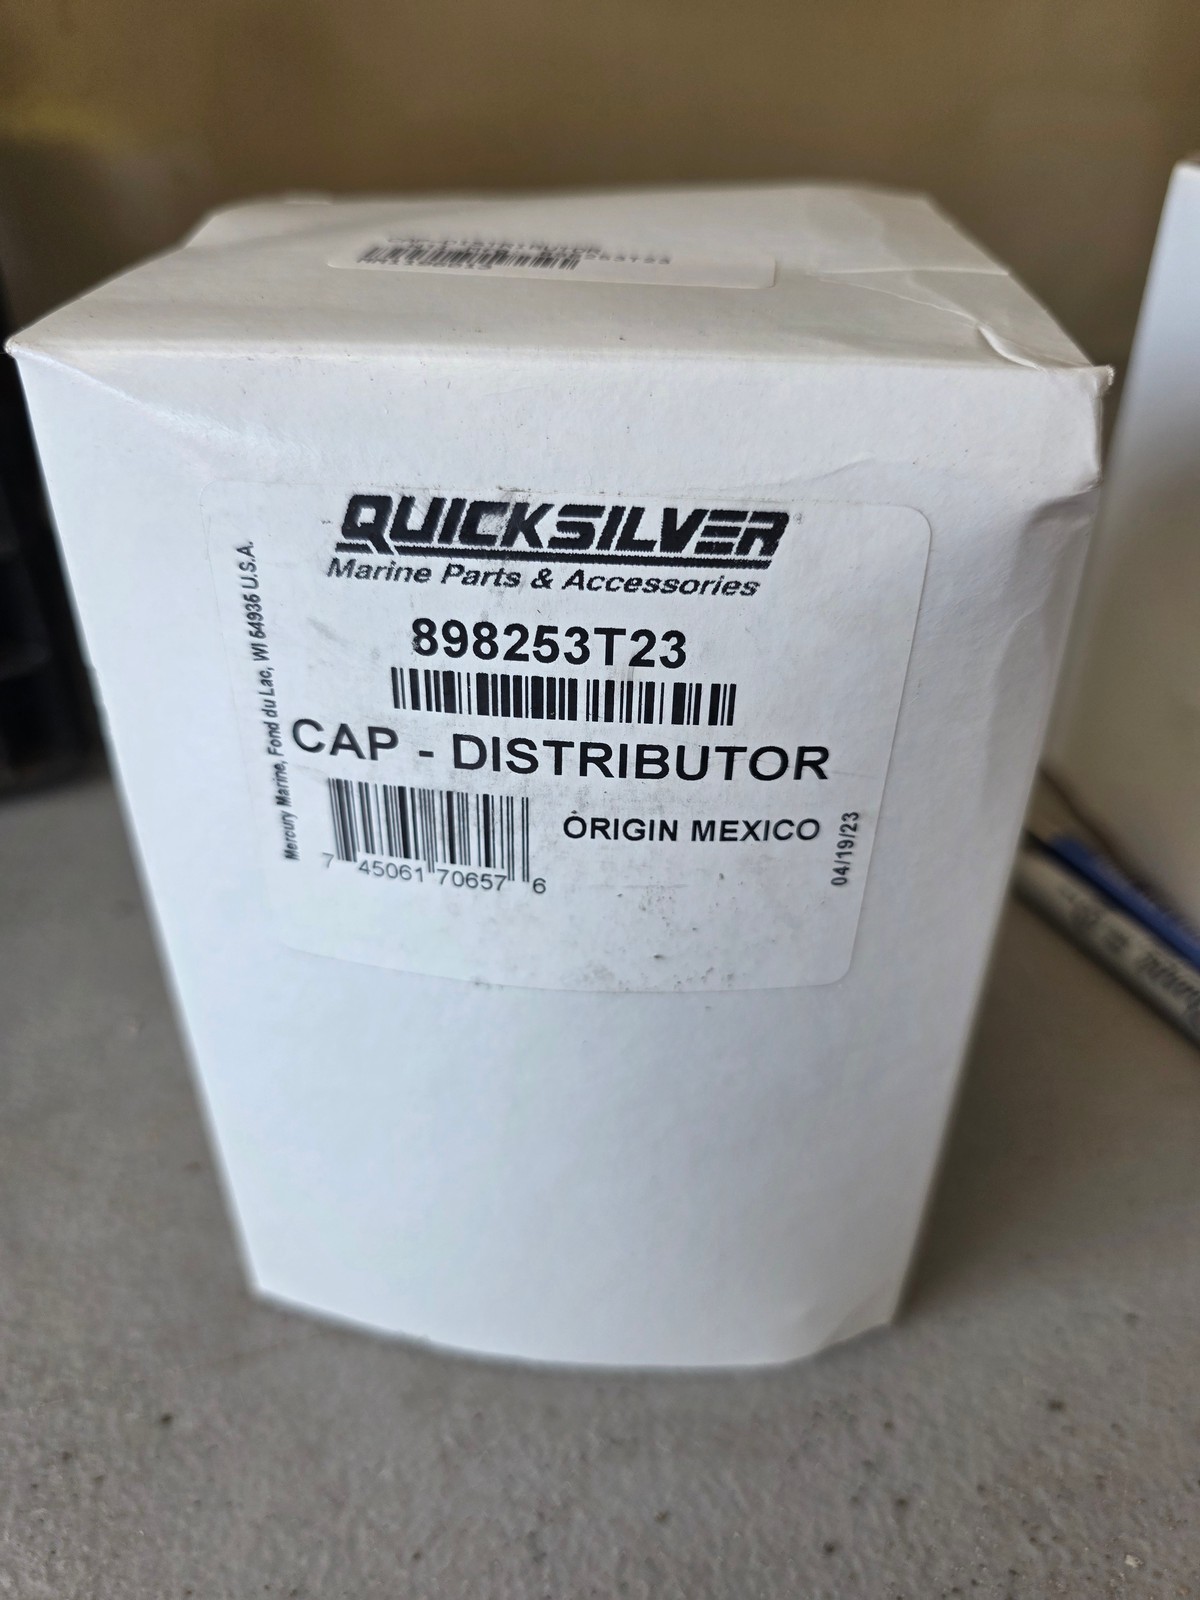 QUICKSILVER
Marine Parts & Accessories
898253T23
CAP - DISTRIBUTOR
7 45061 70657 6
ORIGIN MEXICO
04/19/23
Mercury Marine, Fond du Lac, WI 54936 U.S.A.